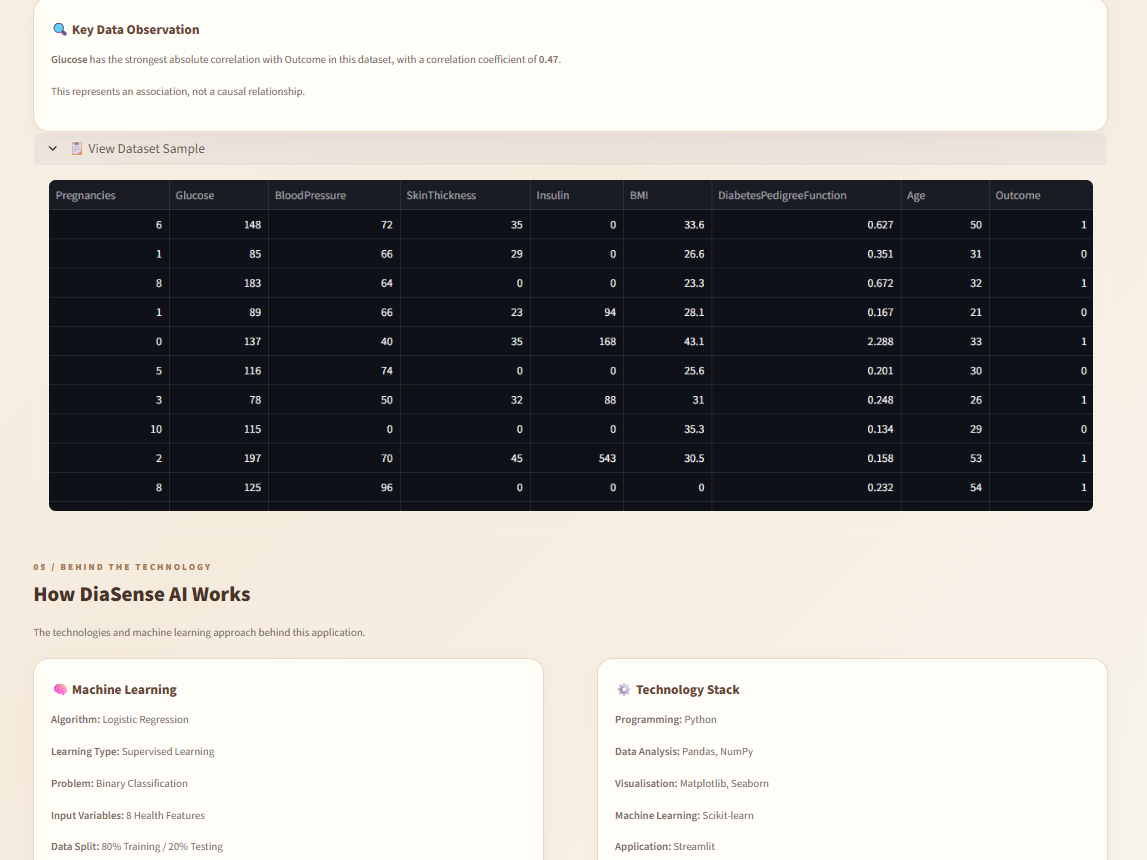 🔍 Key Data Observation
Glucose has the strongest absolute correlation with Outcome in this dataset, with a correlation coefficient of 0.47.
This represents an association, not a causal relationship.
📋 View Dataset Sample
Pregnancies Glucose BloodPressure SkinThickness Insulin BMI DiabetesPedigreeFunction Age Outcome
6 148 72 35 0 33.6 0.627 50 1
1 85 66 29 0 26.6 0.351 31 0
8 183 64 0 0 23.3 0.672 32 1
1 89 66 23 94 28.1 0.167 21 0
0 137 40 35 168 43.1 2.288 33 1
5 116 74 0 0 25.6 0.201 30 0
3 78 50 32 88 31 0.248 26 1
10 115 0 0 0 35.3 0.134 29 0
2 197 70 45 543 30.5 0.158 53 1
8 125 96 0 0 0 0.232 54 1
05 / BEHIND THE TECHNOLOGY
How DiaSense AI Works
The technologies and machine learning approach behind this application.
🧠 Machine Learning
Algorithm: Logistic Regression
Learning Type: Supervised Learning
Problem: Binary Classification
Input Variables: 8 Health Features
Data Split: 80% Training / 20% Testing
⚙️ Technology Stack
Programming: Python
Data Analysis: Pandas, NumPy
Visualisation: Matplotlib, Seaborn
Machine Learning: Scikit-learn
Application: Streamlit